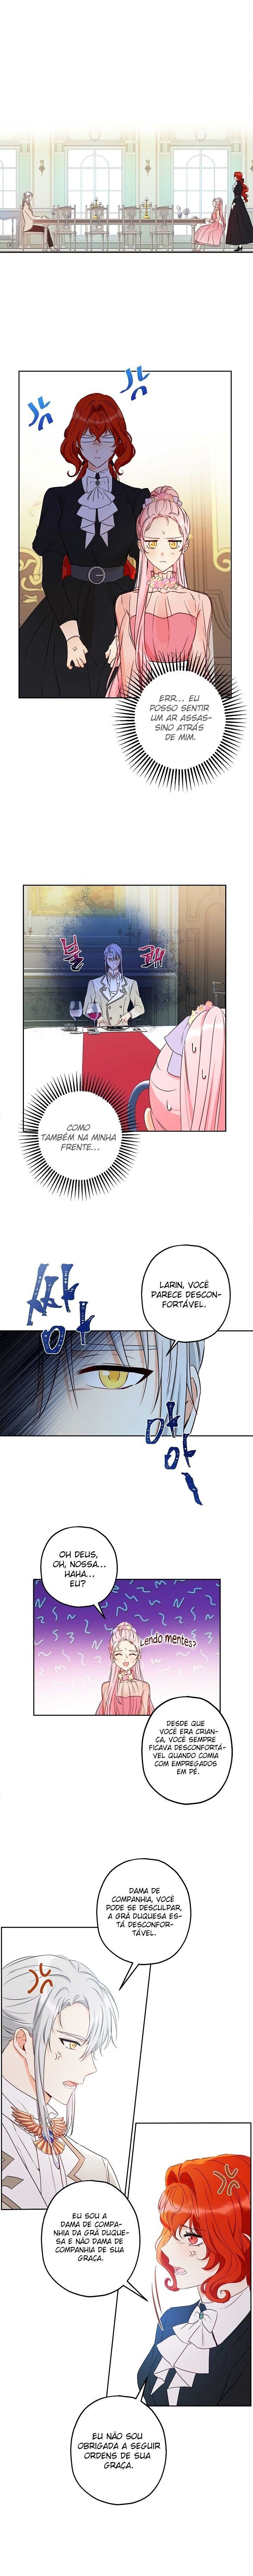 ERR... EU
POSSO SENTIR
UM AR ASSAS-
SINO ATRÁS
DE MIM.
불
쾌
COMO
TAMBÉM NA MINHA
FRENTE...
LARIN, VOCÊ
PARECE DESCON-
FORTÁVEL.
OH DEUS,
OH, NOSSA...
HAHA...
EU?
Lendo mentes?
DESDE QUE
VOCÊ ERA CRIAN-
ÇA, VOCÊ SEMPRE
FICAVA DESCONFORTÁ-
VEL QUANDO COMIA
COM EMPREGADOS
EM PÉ.
DAMA DE
COMPANHIA, VOCÊ
PODE SE DESCULPAR,
A GRÃ DUQUESA ES-
TÁ DESCONFOR-
TÁVEL.
EU SOU A
DAMA DE COMPA-
NHIA DA GRÃ DUQUE-
SA E NÃO DAMA DE
COMPANHIA DE SUA
GRAÇA.
EU NÃO SOU
OBRIGADA A SEGUIR
ORDENS DE SUA
GRAÇA.